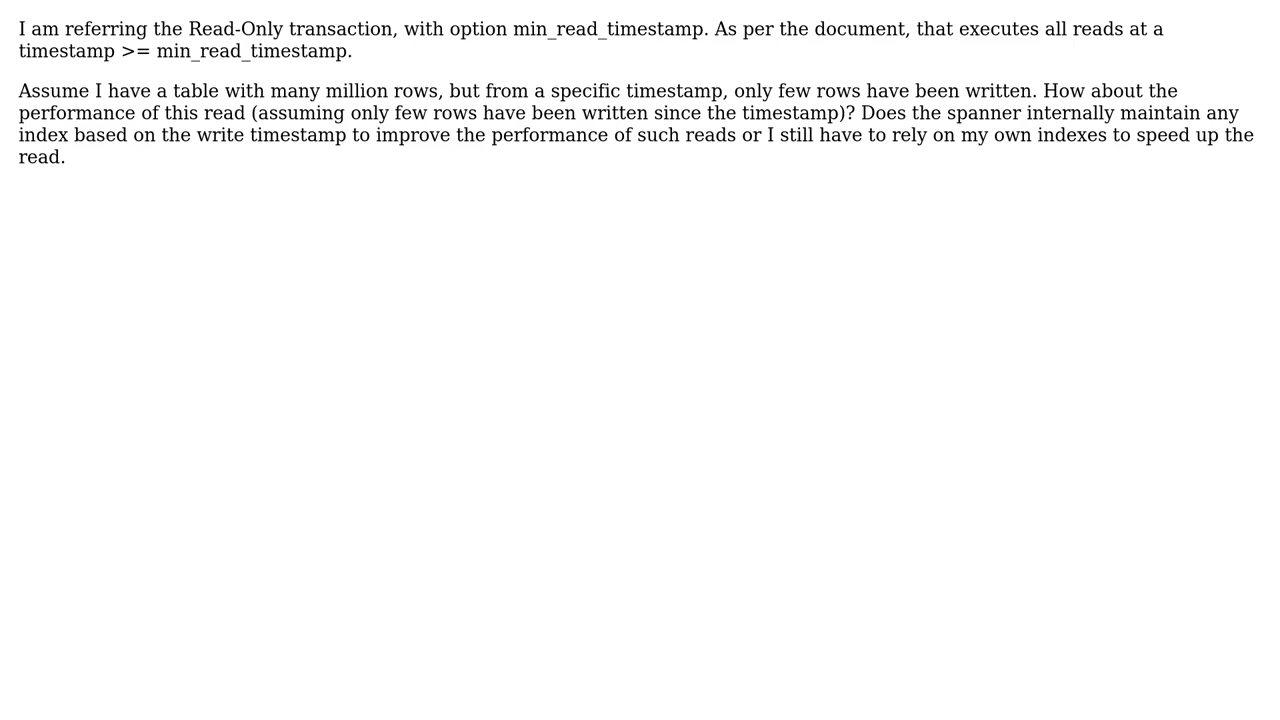 I am referring the Read-Only transaction, with option min_read_timestamp. As per the document, that executes all reads at a
timestamp >= min_read_timestamp.
Assume I have a table with many million rows, but from a specific timestamp, only few rows have been written. How about the
performance of this read (assuming only few rows have been written since the timestamp)? Does the spanner internally maintain any
index based on the write timestamp to improve the performance of such reads or I still have to rely on my own indexes to speed up the
read.